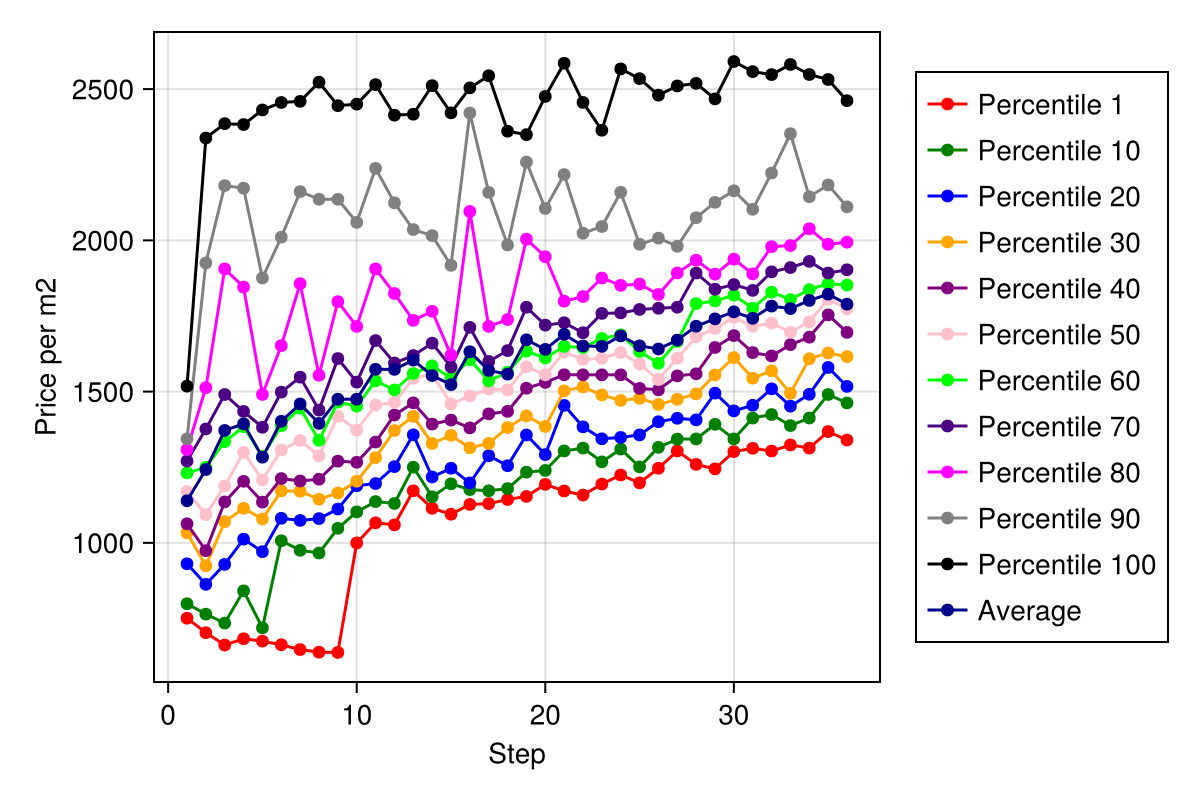 2500
2000
1500
1000
Price per m2
0 10 20 30
Step
Percentile 1
Percentile 10
Percentile 20
Percentile 30
Percentile 40
Percentile 50
Percentile 60
Percentile 70
Percentile 80
Percentile 90
Percentile 100
Average